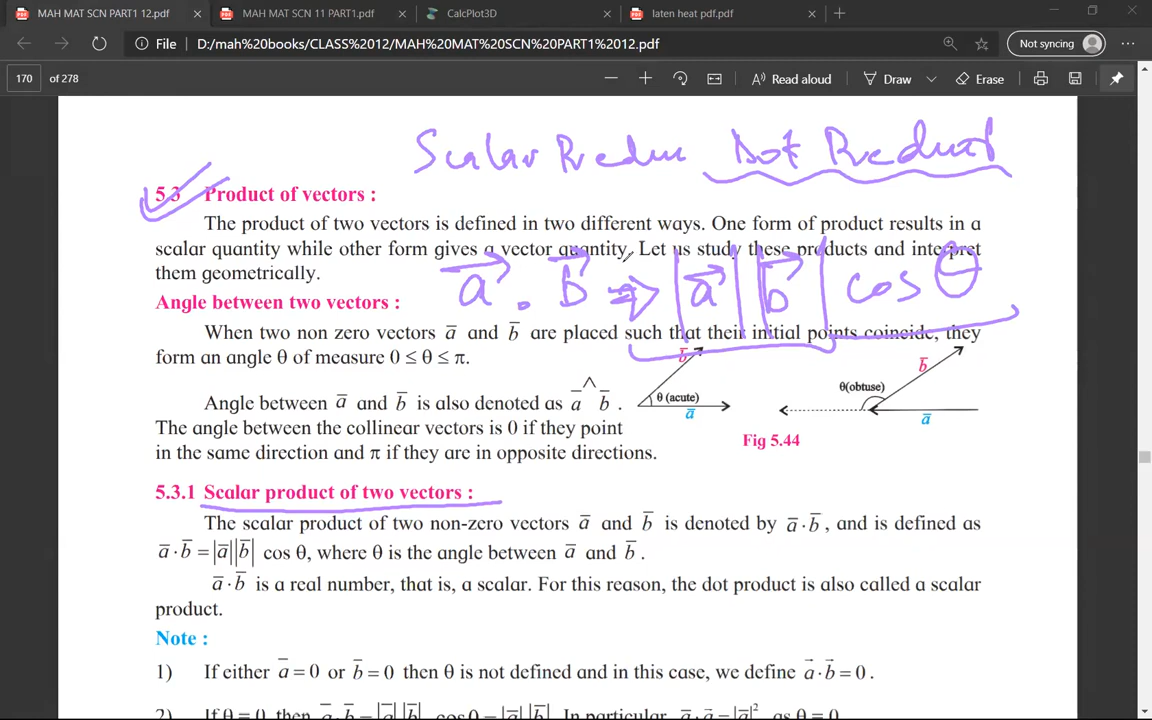 MAH MAT SCN PART1 12.pdf MAH MAT SCN 11 PART1.pdf CalcPlot3D laten heat pdf.pdf
File D:/mah%20books/CLASS%2012/MAH%20MAT%20SCN%20PART1%2012.pdf Not syncing
170 of 278 Read aloud Draw Erase
Scalar Dot Product
5.3 Product of vectors :
The product of two vectors is defined in two different ways. One form of product results in a
scalar quantity while other form gives a vector quantity. Let us study these products and interpret
them geometrically.
a⃗ . b⃗ ⇒ |a⃗| |b⃗| cos θ
Angle between two vectors :
When two non zero vectors a̅ and b̅ are placed such that their initial points coincide, they
form an angle θ of measure 0 ≤ θ ≤ π.
b̅
θ (acute)
a̅
θ(obtuse)
b̅
a̅
Fig 5.44
Angle between a̅ and b̅ is also denoted as a̅ ^ b̅ .
The angle between the collinear vectors is 0 if they point
in the same direction and π if they are in opposite directions.
5.3.1 Scalar product of two vectors :
The scalar product of two non-zero vectors a̅ and b̅ is denoted by a̅ · b̅, and is defined as
a̅ · b̅ = |a̅||b̅| cos θ, where θ is the angle between a̅ and b̅ .
a̅ · b̅ is a real number, that is, a scalar. For this reason, the dot product is also called a scalar
product.
Note :
1) If either a̅ = 0 or b̅ = 0 then θ is not defined and in this case, we define a⃗ · b⃗ = 0 .
2) If θ = 0, then a̅ · b̅ = |a̅| |b̅| cos θ = |a̅| |b̅| . In particular a̅ · a̅ = |a̅|² as θ = 0.